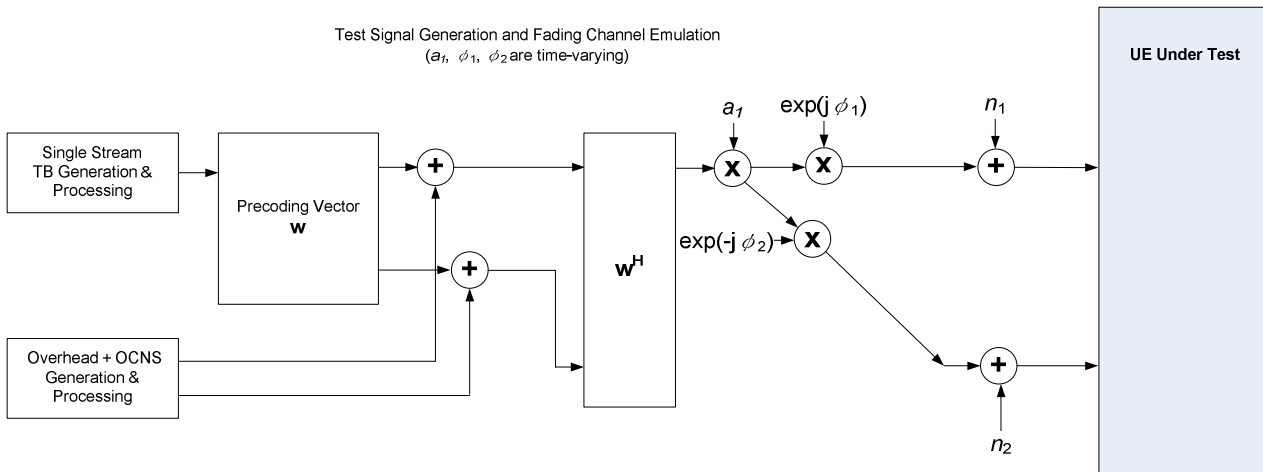 Test Signal Generation and Fading Channel Emulation
(a₁, ϕ₁, ϕ₂ are time-varying)
UE Under Test
a₁
exp(j ϕ₁)
n₁
Single Stream
TB Generation &
Processing
Precoding Vector
w
+
x
x
+
exp(-j ϕ₂)
x
+
wᴴ
Overhead + OCNS
Generation &
Processing
+
n₂